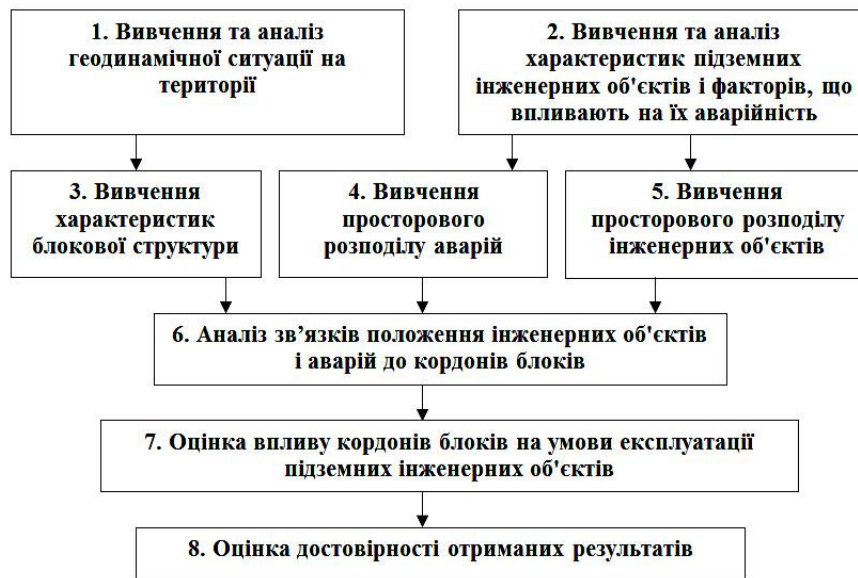 1. Вивчення та аналіз
геодинамічної ситуації на
території
2. Вивчення та аналіз
характеристик підземних
інженерних об'єктів і факторів, що
впливають на їх аварійність
3. Вивчення
характеристик
блокової структури
4. Вивчення
просторового
розподілу аварій
5. Вивчення
просторового розподілу
інженерних об'єктів
6. Аналіз зв’язків положення інженерних об'єктів
і аварій до кордонів блоків
7. Оцінка впливу кордонів блоків на умови експлуатації
підземних інженерних об'єктів
8. Оцінка достовірності отриманих результатів